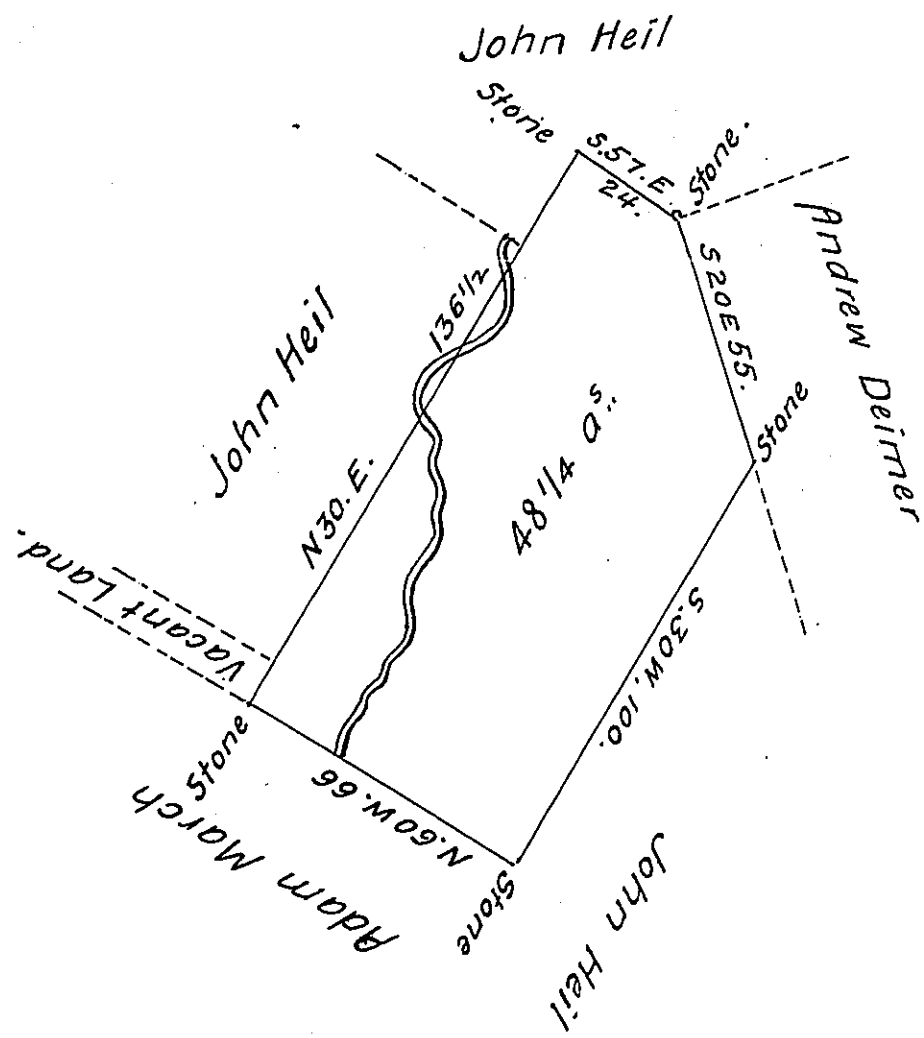 John Heil
Stone
S.57.E.
24.
Stone.
Andrew Deimer
S20E55.
Stone
136 1/2
John Heil
N30.E.
48 1/4 a^s..
Vacant Land.
S.30W.100.
Stone
N.60W.66
Adam March
Stone
John Heil